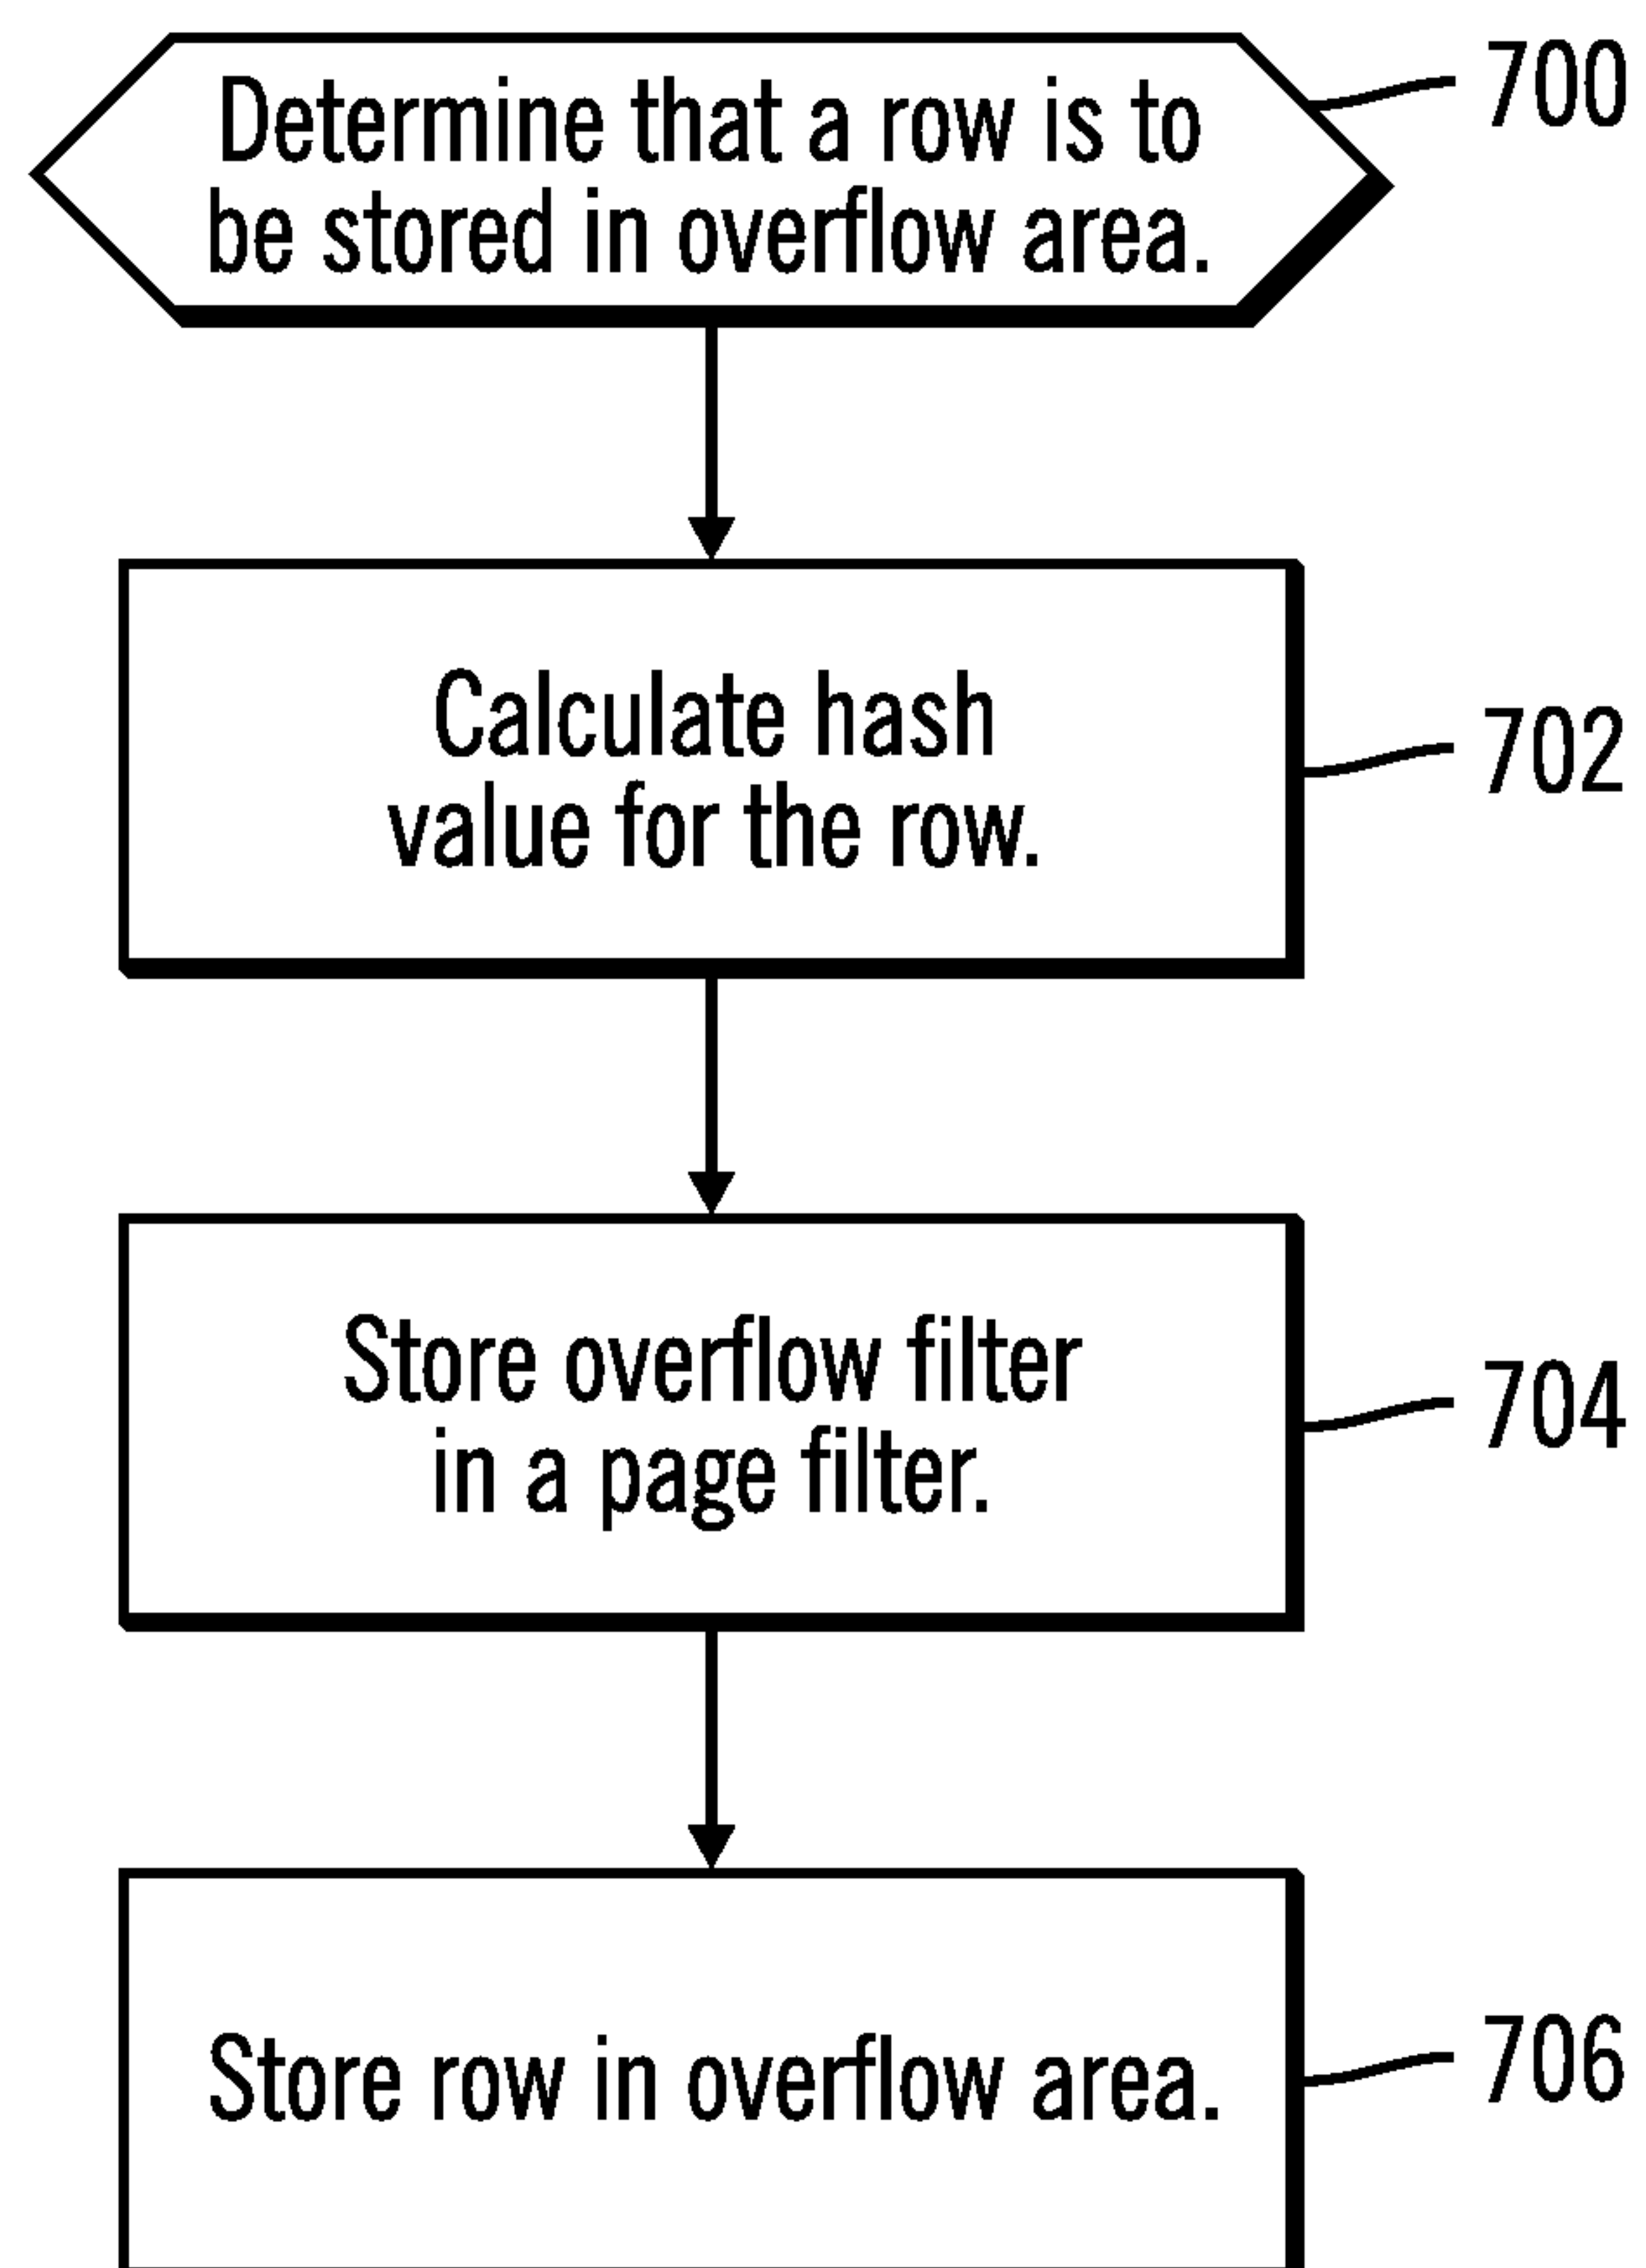 Determine that a row is to
be stored in overflow area.
700
Calculate hash
value for the row.
702
Store overflow filter
in a page filter.
704
Store row in overflow area.
706